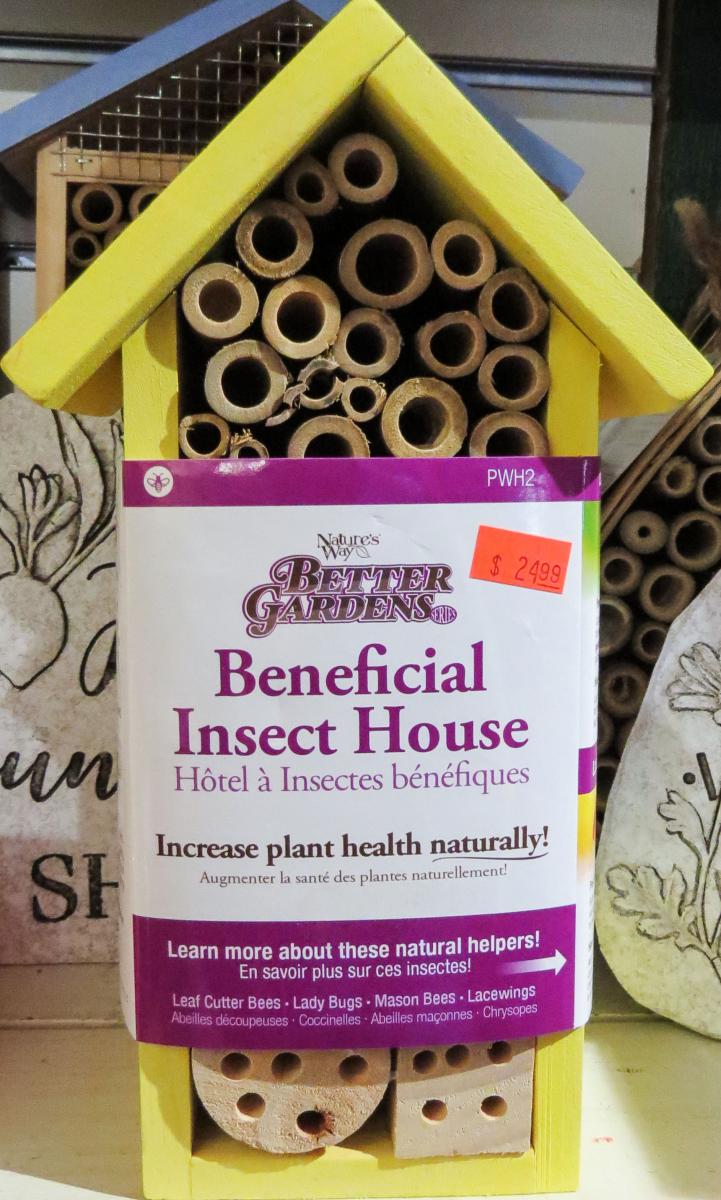 PWH2
Nature's
Way
$ 24.99
BETTER
GARDENS
SERIES
Beneficial
Insect House
Hôtel à Insectes bénéfiques
Increase plant health naturally!
Augmenter la santé des plantes naturellement!
Learn more about these natural helpers!
En savoir plus sur ces insectes!
Leaf Cutter Bees · Lady Bugs · Mason Bees · Lacewings
Abeilles découpeuses · Coccinelles · Abeilles maçonnes · Chrysopes